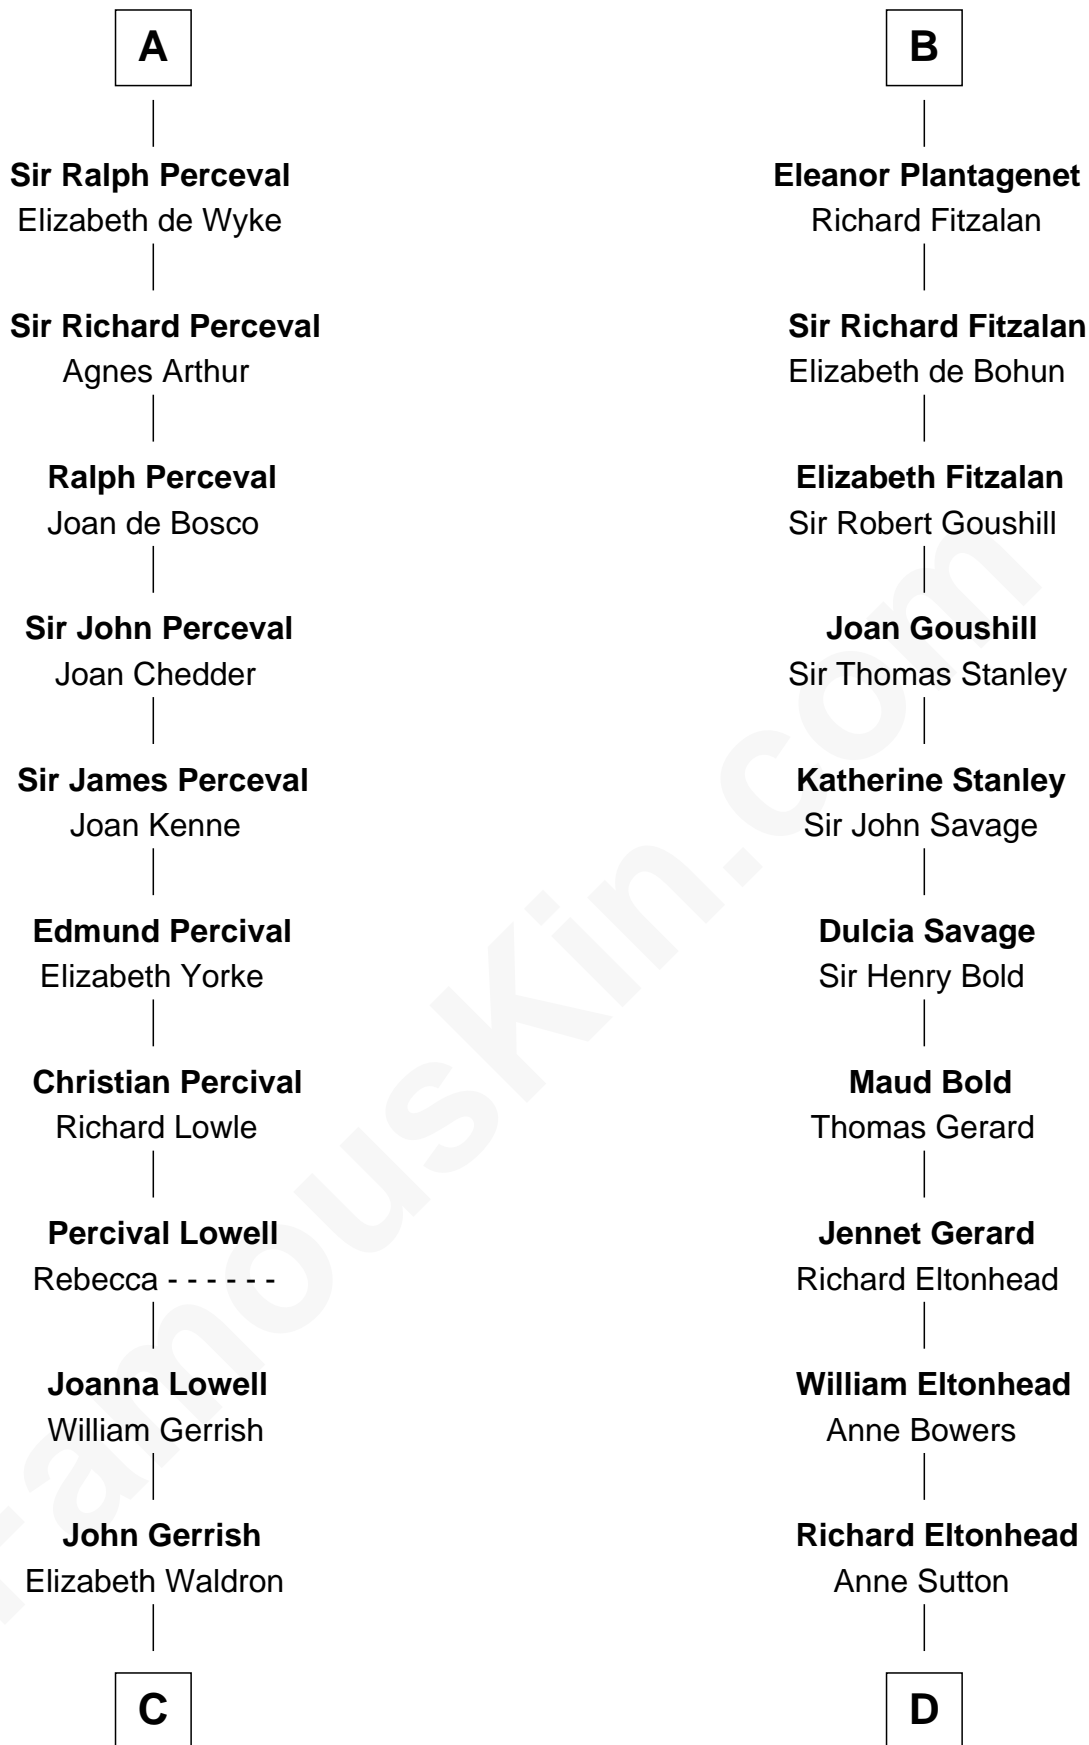 A
Sir Ralph Perceval
Elizabeth de Wyke
Sir Richard Perceval
Agnes Arthur
Ralph Perceval
Joan de Bosco
Sir John Perceval
Joan Chedder
Sir James Perceval
Joan Kenne
Edmund Percival
Elizabeth Yorke
Christian Percival
Richard Lowle
Percival Lowell
Rebecca - - - - - -
Joanna Lowell
William Gerrish
John Gerrish
Elizabeth Waldron
C
B
Eleanor Plantagenet
Richard Fitzalan
Sir Richard Fitzalan
Elizabeth de Bohun
Elizabeth Fitzalan
Sir Robert Goushill
Joan Goushill
Sir Thomas Stanley
Katherine Stanley
Sir John Savage
Dulcia Savage
Sir Henry Bold
Maud Bold
Thomas Gerard
Jennet Gerard
Richard Eltonhead
William Eltonhead
Anne Bowers
Richard Eltonhead
Anne Sutton
D
FamousKin.com